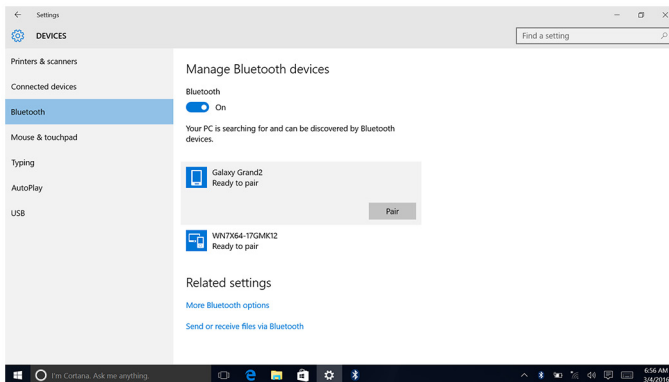 Settings
DEVICES
Find a setting
Printers & scanners
Connected devices
Bluetooth
Mouse & touchpad
Typing
AutoPlay
USB
Manage Bluetooth devices
Bluetooth
On
Your PC is searching for and can be discovered by Bluetooth
devices.
Galaxy Grand2
Ready to pair
Pair
WN7X64-17GMK12
Ready to pair
Related settings
More Bluetooth options
Send or receive files via Bluetooth
I'm Cortana. Ask me anything.
6:56 AM
3/4/2016